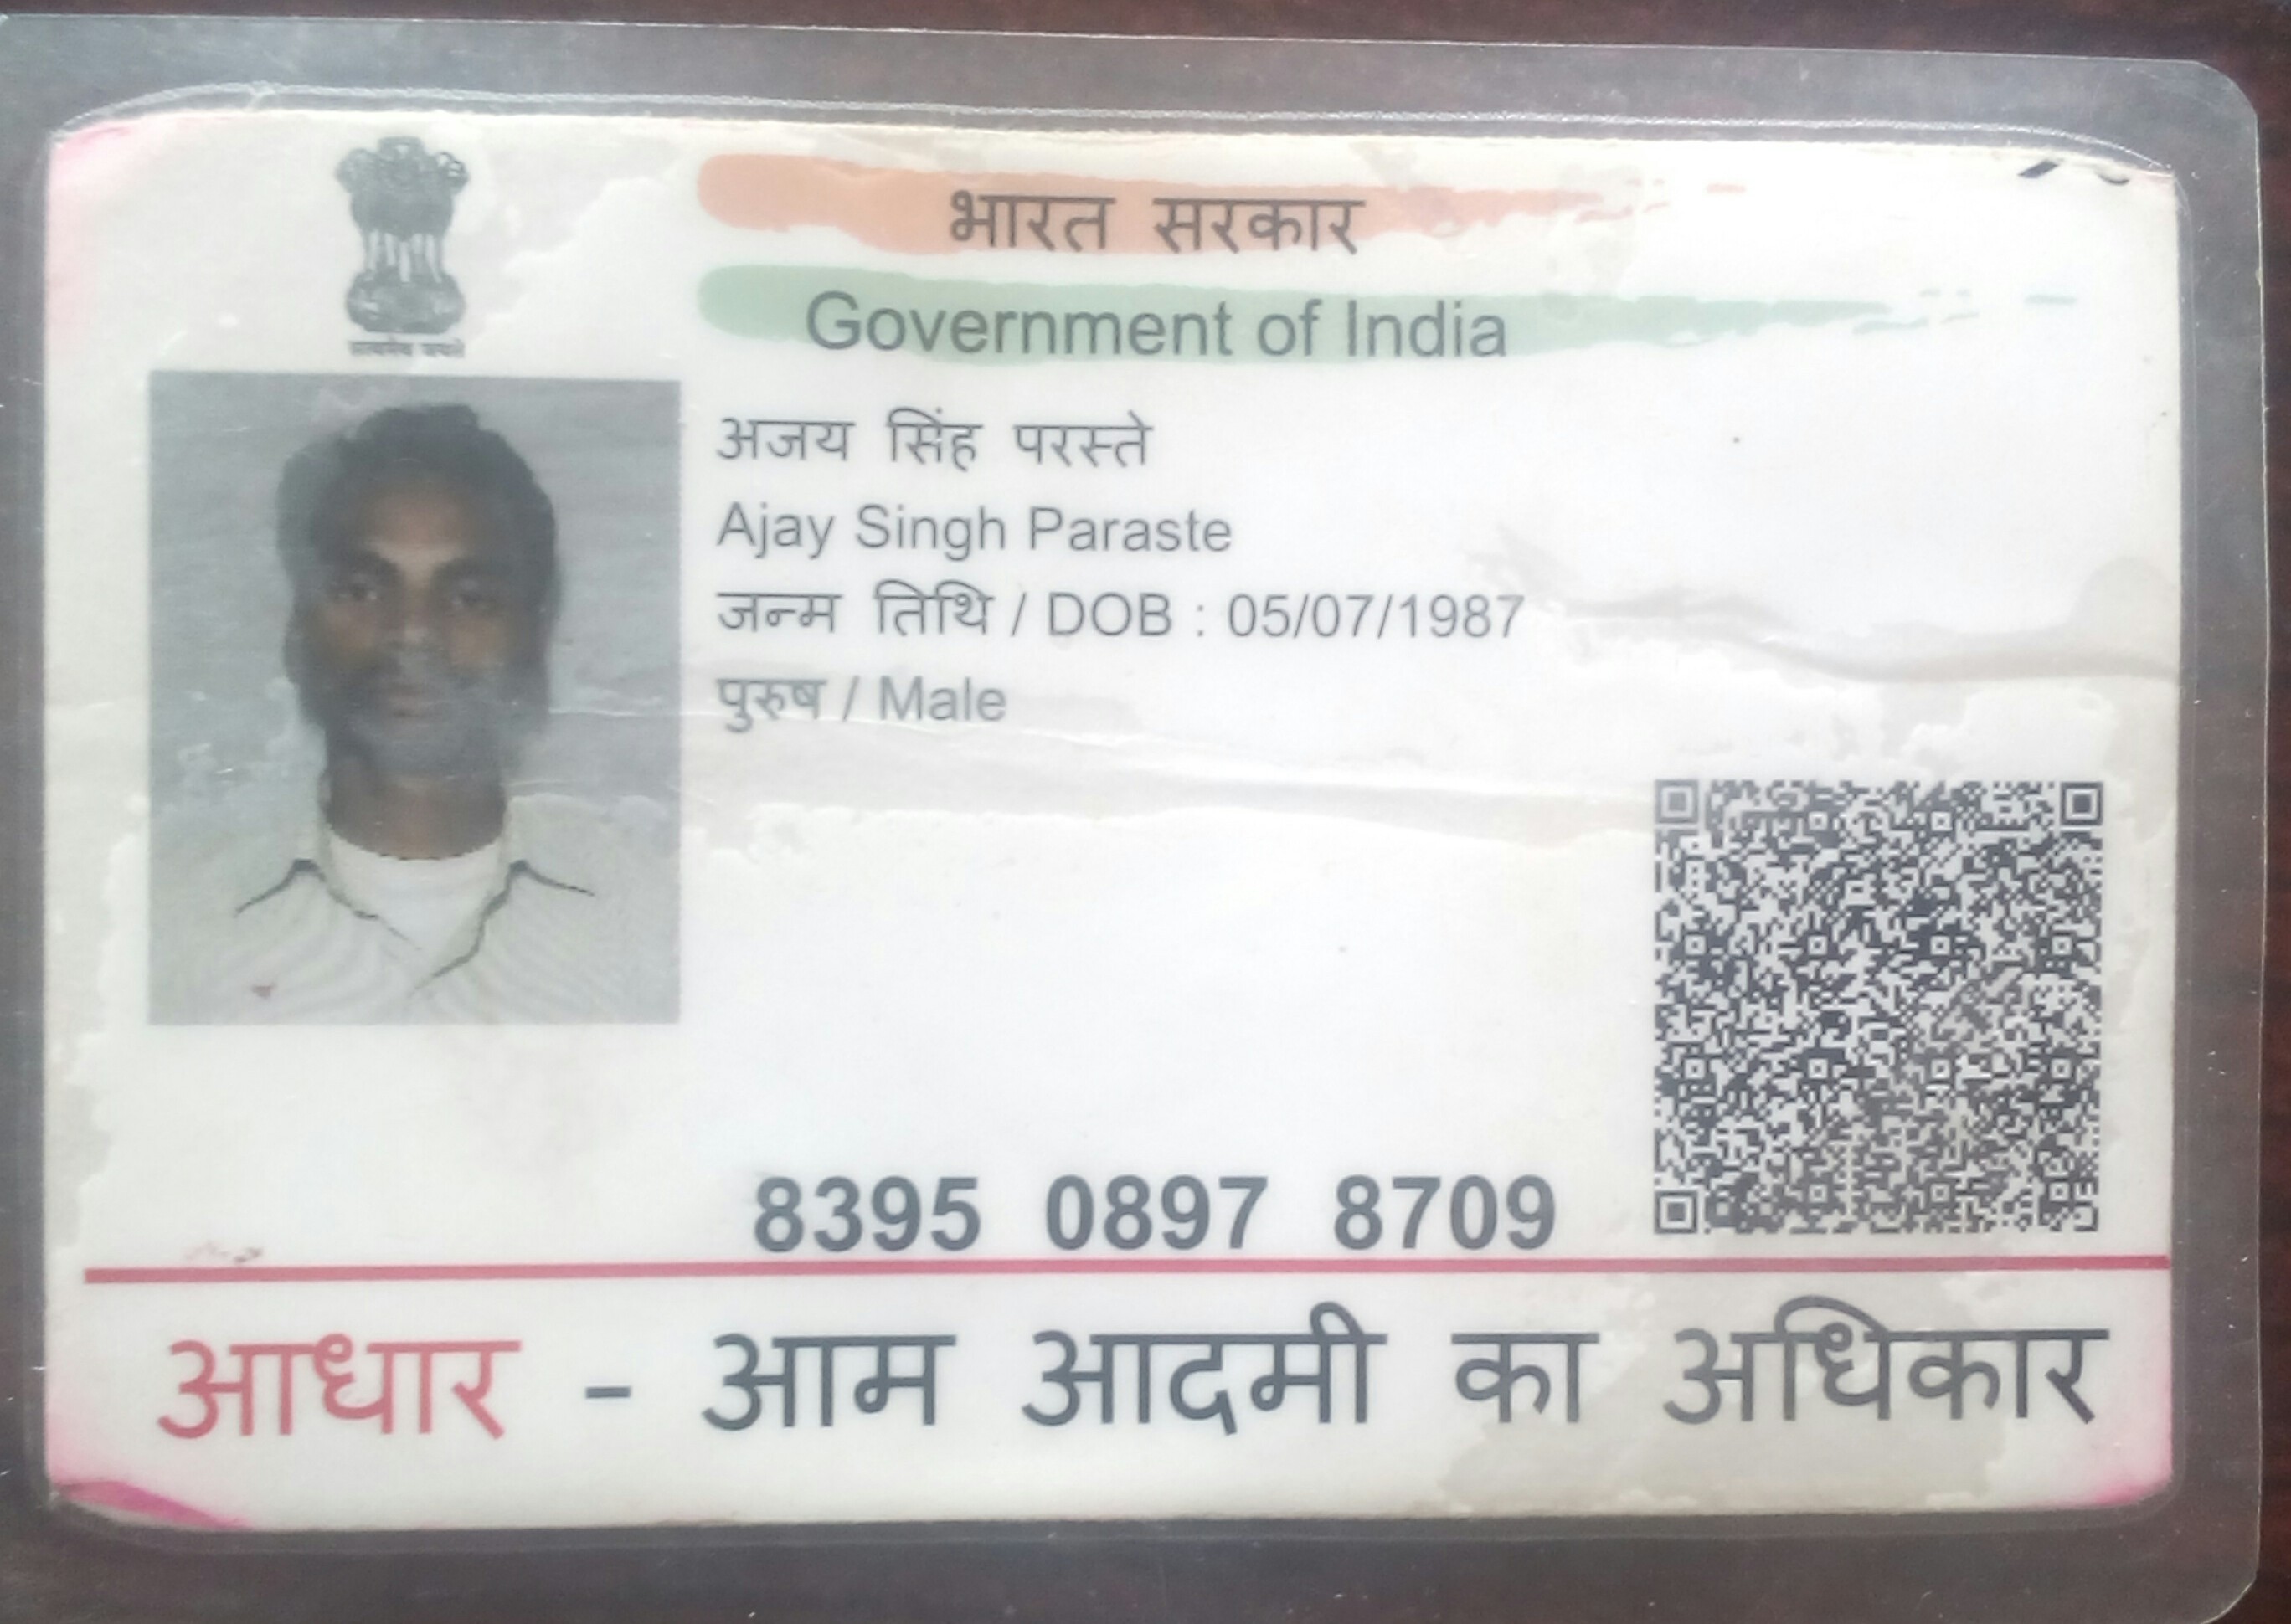 सत्यमेव जयते
भारत सरकार
Government of India
अजय सिंह परस्ते
Ajay Singh Paraste
जन्म तिथि / DOB : 05/07/1987
पुरुष / Male
8395 0897 8709
आधार - आम आदमी का अधिकार